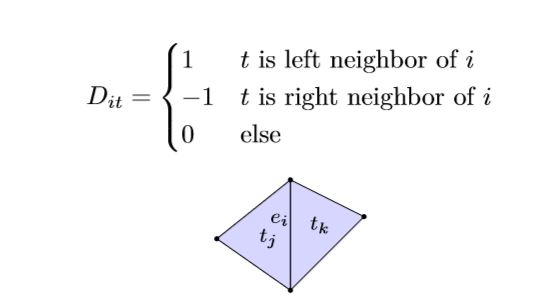 1 t is left neighbor of i
D_{it} = { −1 t is right neighbor of i
0 else
e_i
t_j t_k